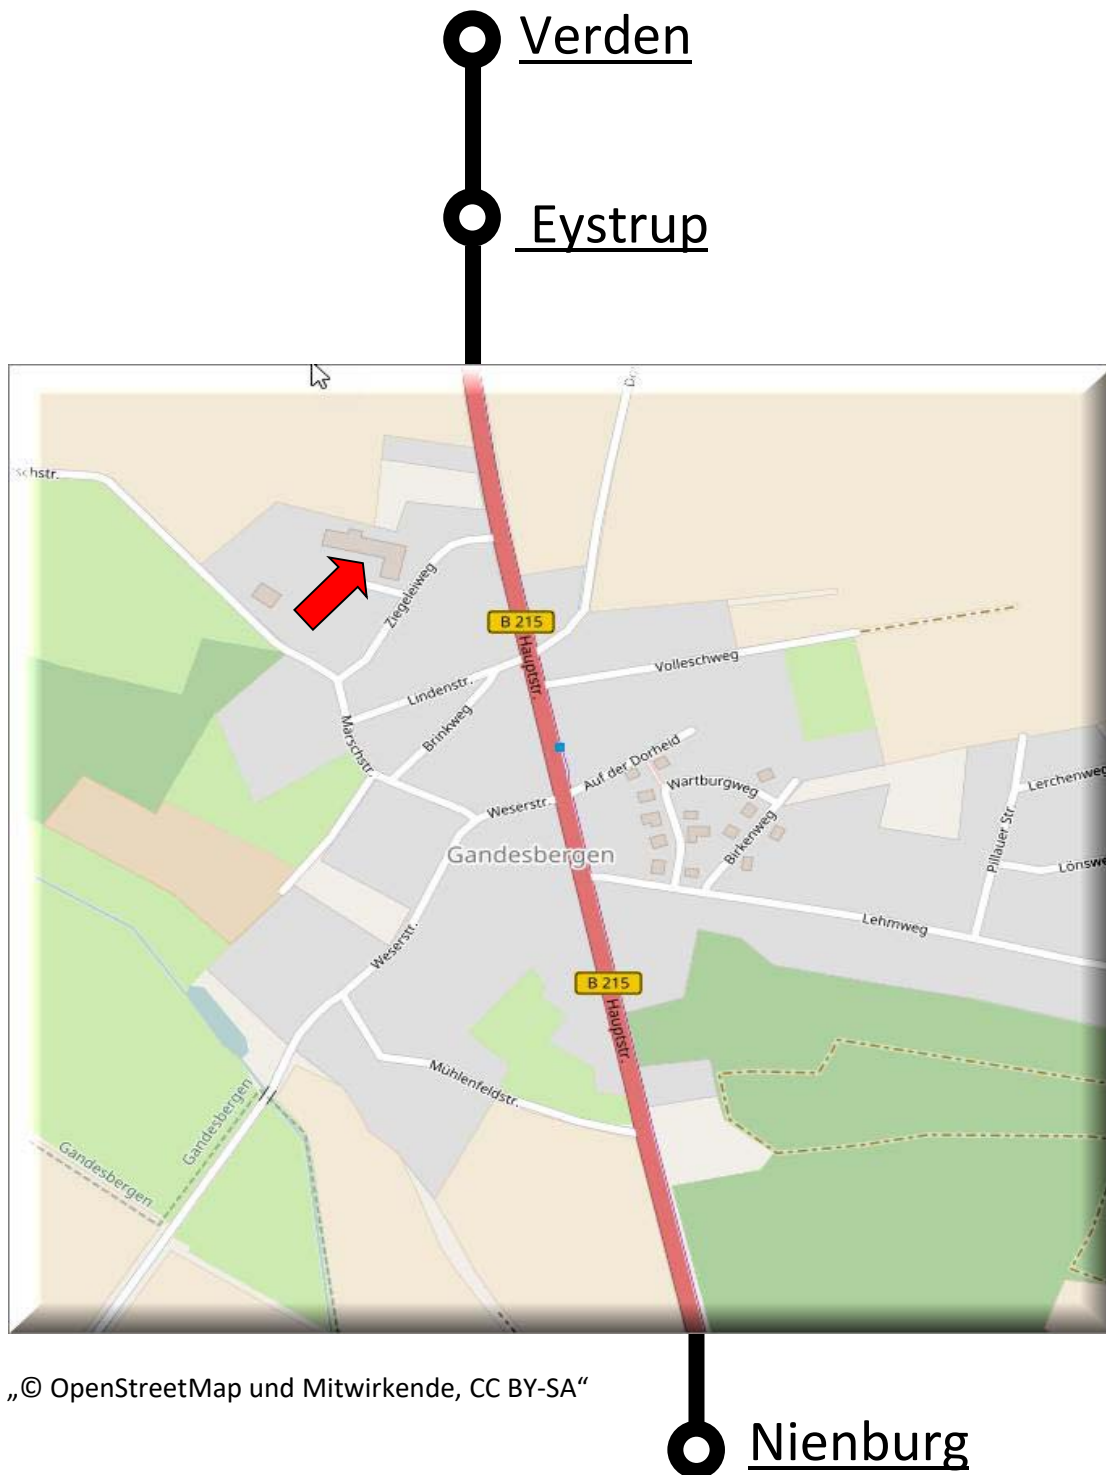 Verden
Eystrup
schstr.
Ziegeleiweg
B 215
Hauptstr.
Volleschweg
Lindenstr.
Brinkweg
Marschstr.
Auf der Dorheid
Wartburgweg
Lerchenweg
Weserstr.
Birkenweg
Pillauer Str.
Gandesbergen
Lönswe
Lehmweg
Weserstr.
B 215
Hauptstr.
Mühlenfeldstr.
Gandesbergen
Gandesbergen
„© OpenStreetMap und Mitwirkende, CC BY-SA“
Nienburg